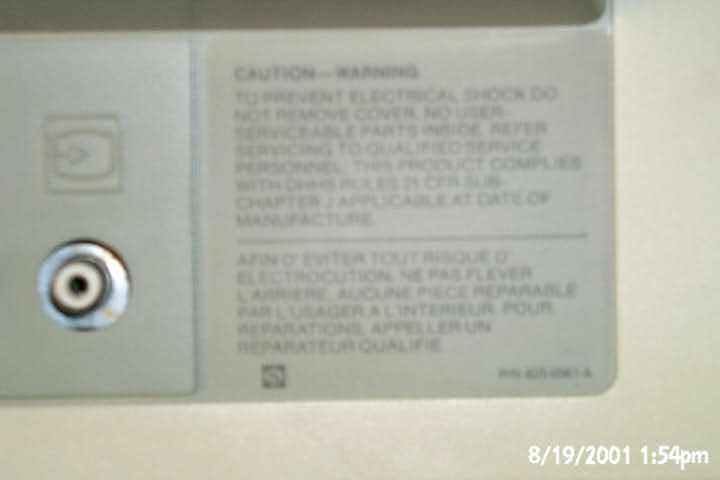 CAUTION—WARNING
TO PREVENT ELECTRICAL SHOCK DO
NOT REMOVE COVER. NO USER-
SERVICEABLE PARTS INSIDE. REFER
SERVICING TO QUALIFIED SERVICE
PERSONNEL. THIS PRODUCT COMPLIES
WITH DHHS RULES 21 CFR SUB-
CHAPTER J APPLICABLE AT DATE OF
MANUFACTURE.
AFIN D' EVITER TOUT RISQUE D'
ELECTROCUTION, NE PAS
L'ARRIERE. AUCUNE PIECE REPARABLE
PAR L'USAGER A L'INTERIEUR. POUR
REPARATIONS, APPELLER UN
REPARATEUR QUALIFIE.
P/N
8/19/2001 1:54pm